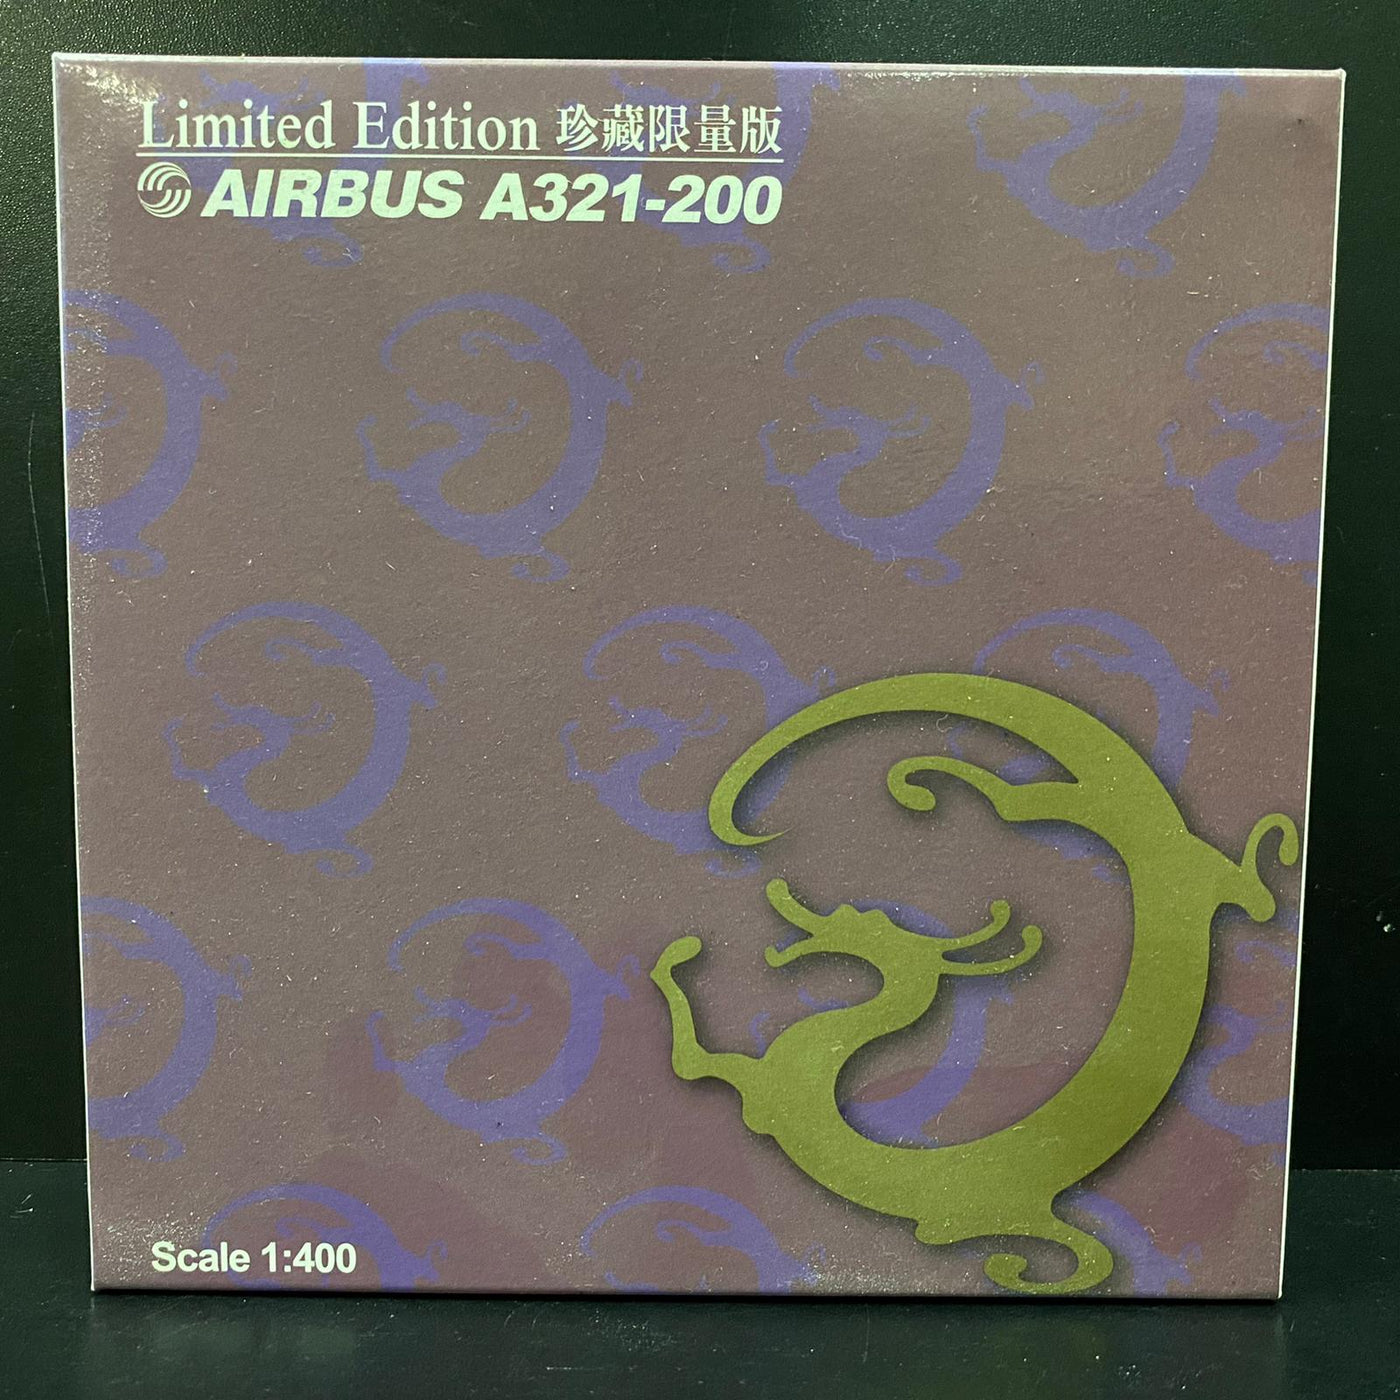 Limited Edition 珍藏限量版
AIRBUS A321-200
Scale 1:400